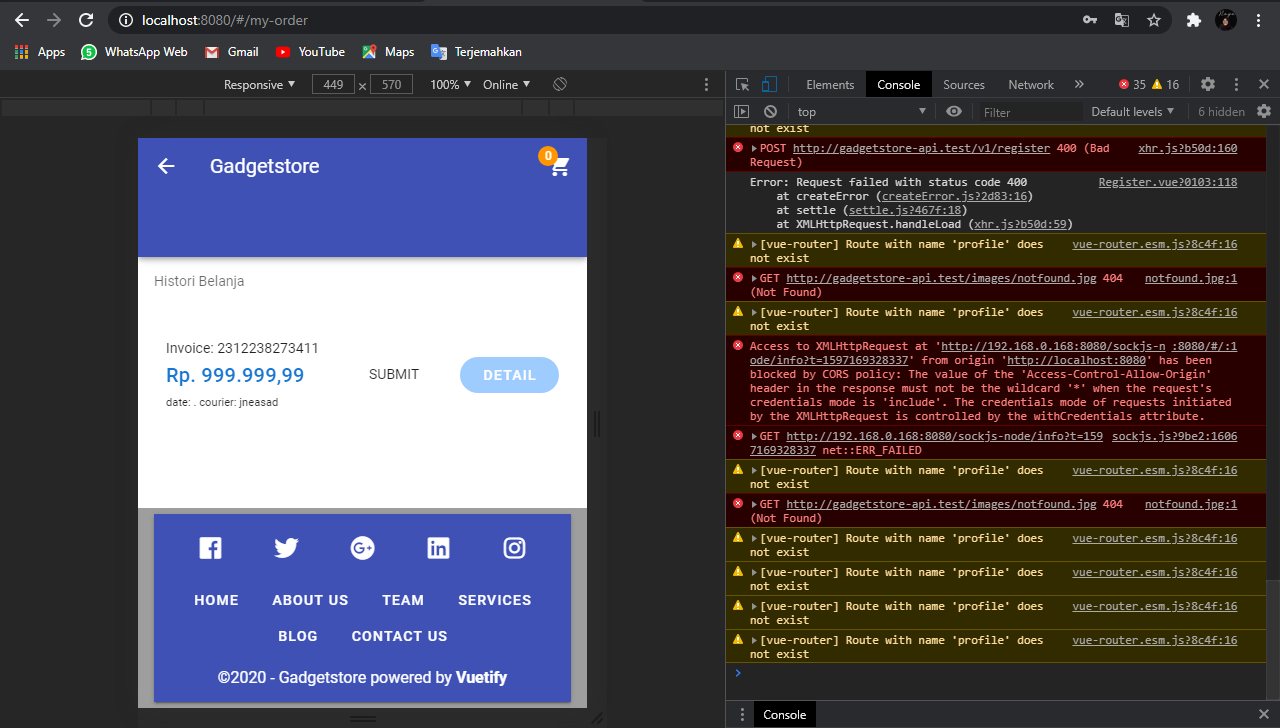 localhost:8080/#/my-order
Apps WhatsApp Web Gmail YouTube Maps Terjemahkan
Responsive 449 x 570 100% Online
Elements Console Sources Network 35 16
top Filter Default levels 6 hidden
Gadgetstore 0
Histori Belanja
Invoice: 2312238273411
Rp. 999.999,99 SUBMIT DETAIL
date: . courier: jneasad
HOME ABOUT US TEAM SERVICES
BLOG CONTACT US
©2020 - Gadgetstore powered by Vuetify
not exist
POST http://gadgetstore-api.test/v1/register 400 (Bad xhr.js?b50d:160
Request)
Error: Request failed with status code 400 Register.vue?0103:118
at createError (createError.js?2d83:16)
at settle (settle.js?467f:18)
at XMLHttpRequest.handleLoad (xhr.js?b50d:59)
[vue-router] Route with name 'profile' does vue-router.esm.js?8c4f:16
not exist
GET http://gadgetstore-api.test/images/notfound.jpg 404 notfound.jpg:1
(Not Found)
[vue-router] Route with name 'profile' does vue-router.esm.js?8c4f:16
not exist
Access to XMLHttpRequest at 'http://192.168.0.168:8080/sockjs-n :8080/#/:1
ode/info?t=1597169328337' from origin 'http://localhost:8080' has been
blocked by CORS policy: The value of the 'Access-Control-Allow-Origin'
header in the response must not be the wildcard '*' when the request's
credentials mode is 'include'. The credentials mode of requests initiated
by the XMLHttpRequest is controlled by the withCredentials attribute.
GET http://192.168.0.168:8080/sockjs-node/info?t=159 sockjs.js?9be2:1606
7169328337 net::ERR_FAILED
[vue-router] Route with name 'profile' does vue-router.esm.js?8c4f:16
not exist
GET http://gadgetstore-api.test/images/notfound.jpg 404 notfound.jpg:1
(Not Found)
[vue-router] Route with name 'profile' does vue-router.esm.js?8c4f:16
not exist
[vue-router] Route with name 'profile' does vue-router.esm.js?8c4f:16
not exist
[vue-router] Route with name 'profile' does vue-router.esm.js?8c4f:16
not exist
[vue-router] Route with name 'profile' does vue-router.esm.js?8c4f:16
not exist
Console